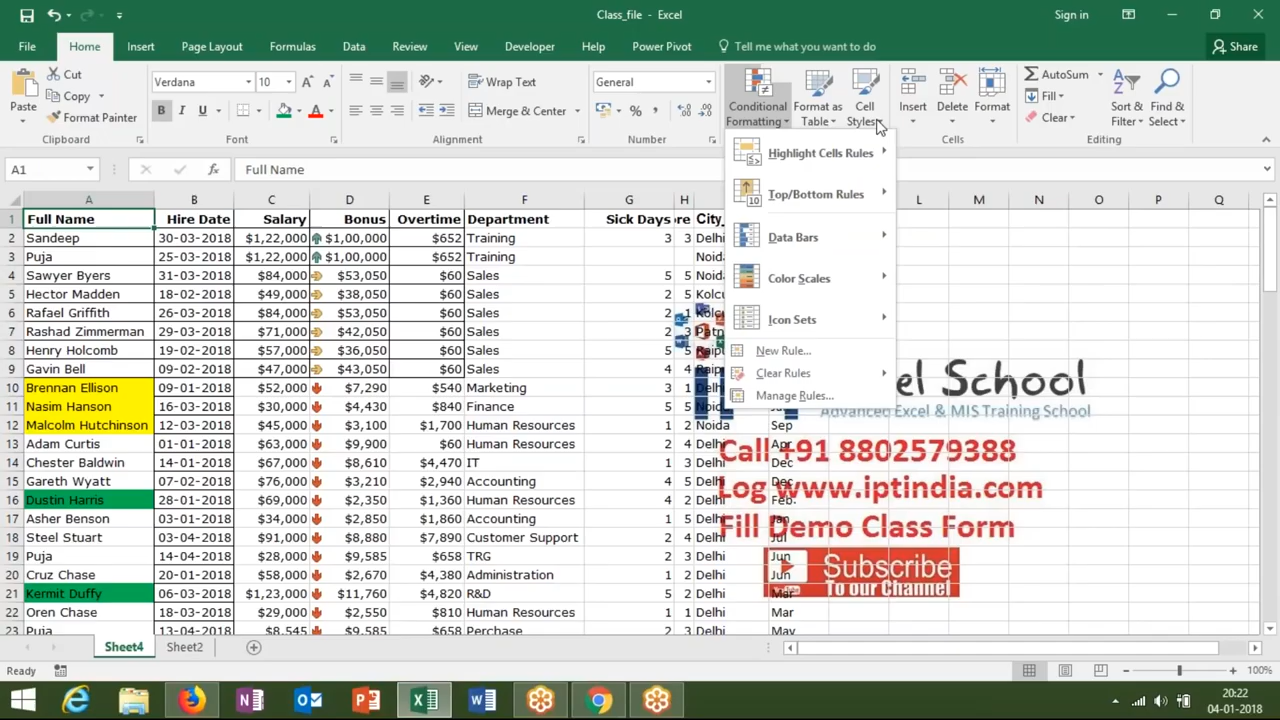 Class_file - Excel
Sign in
File Home Insert Page Layout Formulas Data Review View Developer Help Power Pivot Tell me what you want to do Share
Paste
Cut
Copy
Format Painter
Clipboard
Verdana 10
B I U
Font
Wrap Text
Merge & Center
Alignment
General
Number
Conditional Formatting
Format as Table
Cell Styles
Insert Delete Format
Cells
AutoSum
Fill
Clear
Sort & Filter
Find & Select
Editing
A1 Full Name
Highlight Cells Rules
Top/Bottom Rules
Data Bars
Color Scales
Icon Sets
New Rule...
Clear Rules
Manage Rules...
A B C D E F G H L M N O P Q
1 Full Name Hire Date Salary Bonus Overtime Department Sick Days re City
2 Sandeep 30-03-2018 $1,22,000 $1,00,000 $652 Training 3 3 Delhi
3 Puja 25-03-2018 $1,22,000 $1,00,000 $652 Training Noida
4 Sawyer Byers 31-03-2018 $84,000 $53,050 $60 Sales 5 5 Noida
5 Hector Madden 18-02-2018 $49,000 $38,050 $60 Sales 2 5 Kolcu
6 Rafael Griffith 26-03-2018 $84,000 $53,050 $60 Sales 2 1 Kolcu
7 Rashad Zimmerman 29-03-2018 $71,000 $42,050 $60 Sales 2 3 Patn
8 Henry Holcomb 19-02-2018 $57,000 $36,050 $60 Sales 5 5 Raipu
9 Gavin Bell 09-02-2018 $47,000 $43,050 $60 Sales 4 4 Raip
10 Brennan Ellison 09-01-2018 $52,000 $7,290 $540 Marketing 3 1 Delhi
11 Nasim Hanson 16-03-2018 $30,000 $4,430 $840 Finance 5 5 Noida
12 Malcolm Hutchinson 12-03-2018 $45,000 $3,100 $1,700 Human Resources 5 2 Noida Sep
13 Adam Curtis 01-01-2018 $63,000 $9,900 $60 Human Resources 2 4 Delhi Apr
14 Chester Baldwin 14-01-2018 $67,000 $8,610 $4,470 IT 1 3 Delhi Dec
15 Gareth Wyatt 07-02-2018 $76,000 $3,210 $2,940 Accounting 4 5 Delhi Dec
16 Dustin Harris 28-01-2018 $69,000 $2,350 $1,360 Human Resources 4 2 Delhi Feb
17 Asher Benson 03-01-2018 $34,000 $2,850 $1,860 Accounting 1 5 Delhi Jan
18 Steel Stuart 03-04-2018 $91,000 $8,880 $7,890 Customer Support 2 4 Delhi Jul
19 Puja 14-04-2018 $28,000 $9,585 $658 TRG 2 3 Delhi Jun
20 Cruz Chase 20-01-2018 $58,000 $2,670 $4,380 Administration 1 2 Delhi Jun
21 Kermit Duffy 06-03-2018 $1,23,000 $11,760 $4,820 R&D 5 2 Delhi Mar
22 Oren Chase 18-03-2018 $29,000 $2,550 $810 Human Resources 1 1 Delhi Mar
23 Puja 13-04-2018 $8,545 $9,585 $658 Perchase 2 3 Delhi May
el School
Advanced Excel & MIS Training School
Call +91 8802579388
Log www.iptindia.com
Fill Demo Class Form
Subscribe
To our Channel
Sheet4 Sheet2
Ready
100%
20:22
04-01-2018